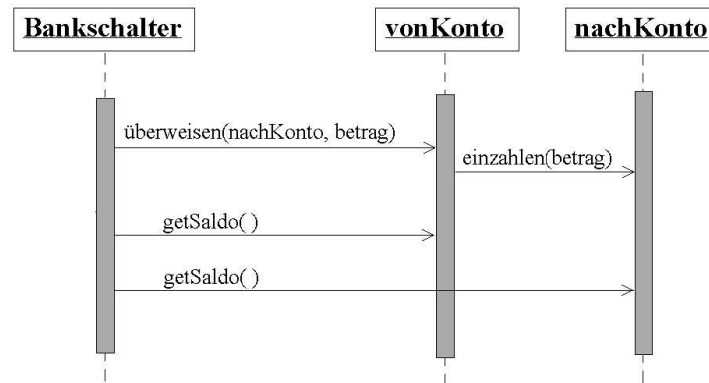 Bankschalter
vonKonto
nachKonto
überweisen(nachKonto, betrag)
einzahlen(betrag)
getSaldo( )
getSaldo( )